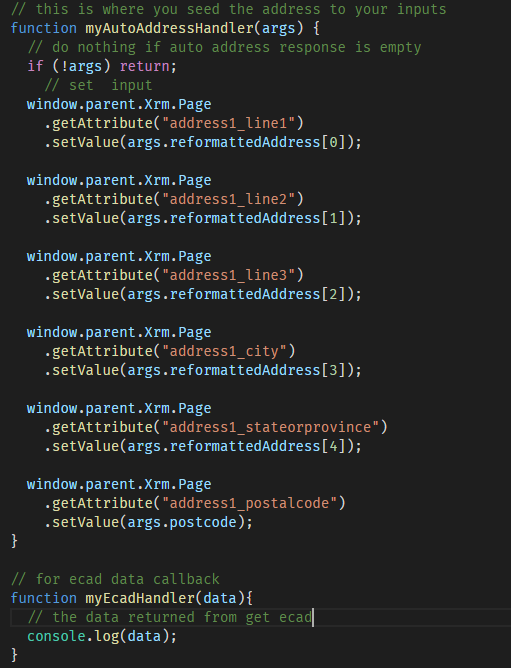 // this is where you seed the address to your inputs
function myAutoAddressHandler(args) {
  // do nothing if auto address response is empty
  if (!args) return;
    // set  input
  window.parent.Xrm.Page
    .getAttribute("address1_line1")
    .setValue(args.reformattedAddress[0]);

  window.parent.Xrm.Page
    .getAttribute("address1_line2")
    .setValue(args.reformattedAddress[1]);

  window.parent.Xrm.Page
    .getAttribute("address1_line3")
    .setValue(args.reformattedAddress[2]);

  window.parent.Xrm.Page
    .getAttribute("address1_city")
    .setValue(args.reformattedAddress[3]);

  window.parent.Xrm.Page
    .getAttribute("address1_stateorprovince")
    .setValue(args.reformattedAddress[4]);

  window.parent.Xrm.Page
    .getAttribute("address1_postalcode")
    .setValue(args.postcode);
}

// for ecad data callback
function myEcadHandler(data){
  // the data returned from get ecad
  console.log(data);
}